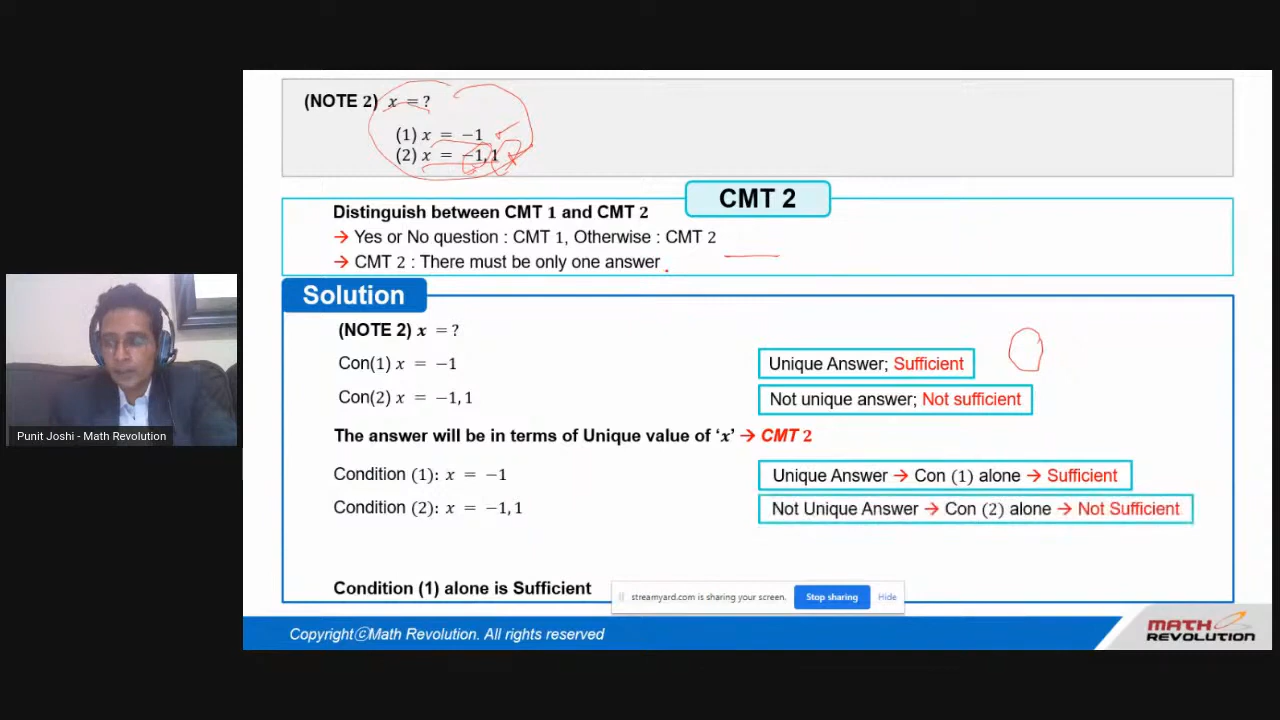 (NOTE 2) x = ?
(1) x = −1
(2) x = −1, 1
CMT 2
Distinguish between CMT 1 and CMT 2
→ Yes or No question : CMT 1, Otherwise : CMT 2
→ CMT 2 : There must be only one answer
Solution
(NOTE 2) x = ?
Con(1) x = −1
Unique Answer; Sufficient
Con(2) x = −1, 1
Not unique answer; Not sufficient
The answer will be in terms of Unique value of ‘x’ → CMT 2
Condition (1): x = −1
Unique Answer → Con (1) alone → Sufficient
Condition (2): x = −1, 1
Not Unique Answer → Con (2) alone → Not Sufficient
Condition (1) alone is Sufficient
streamyard.com is sharing your screen.
Stop sharing
Hide
Punit Joshi - Math Revolution
CopyrightⓒMath Revolution. All rights reserved
MATH
REVOLUTION